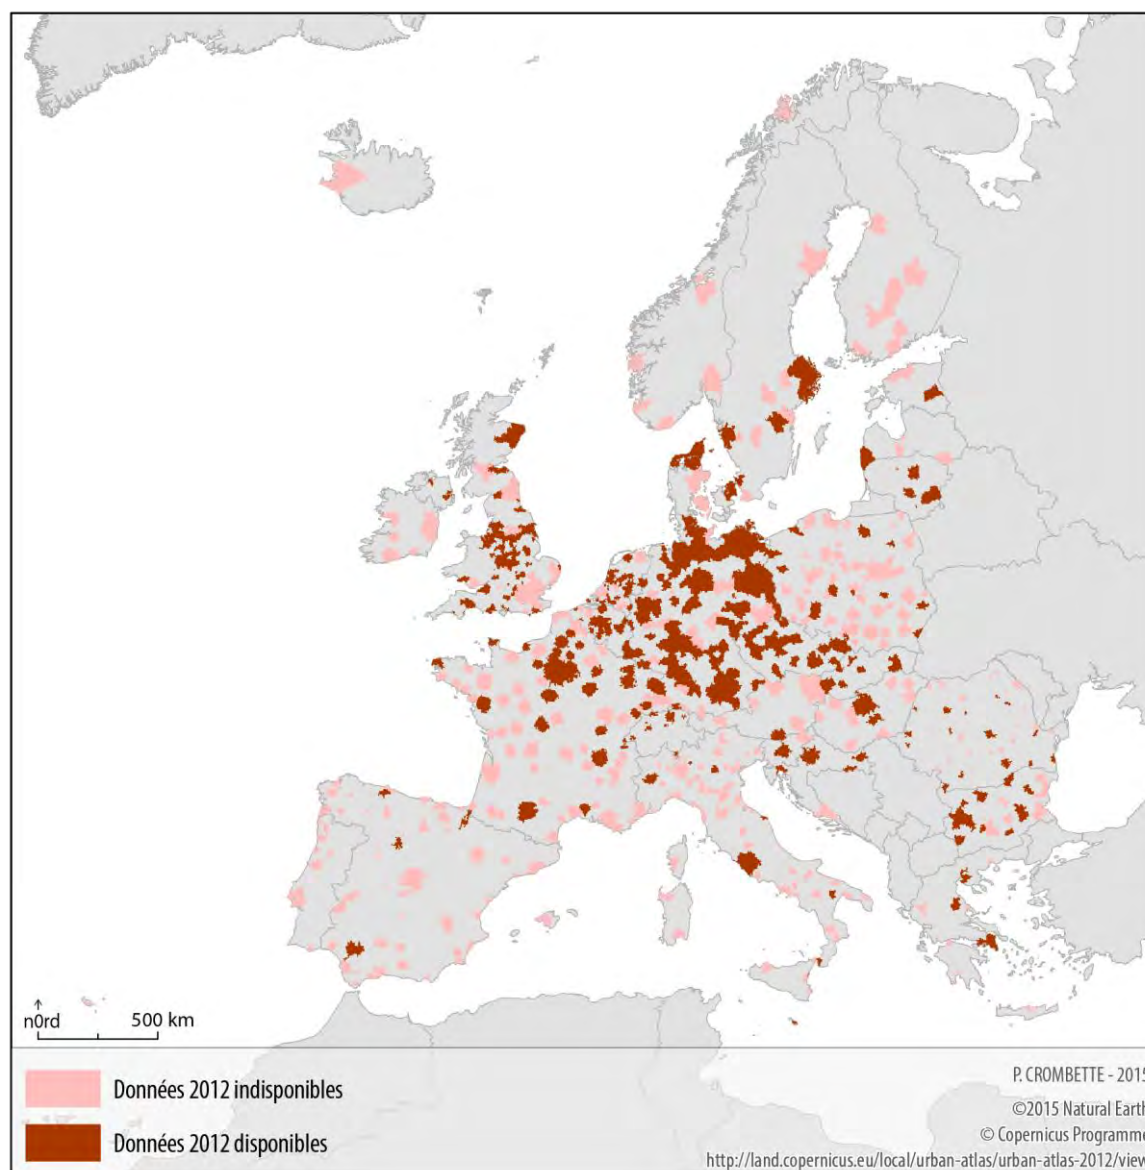 n0rd
500 km
Données 2012 indisponibles
Données 2012 disponibles
P. CROMBETTE - 2015
©2015 Natural Earth
© Copernicus Programme
http://land.copernicus.eu/local/urban-atlas/urban-atlas-2012/view